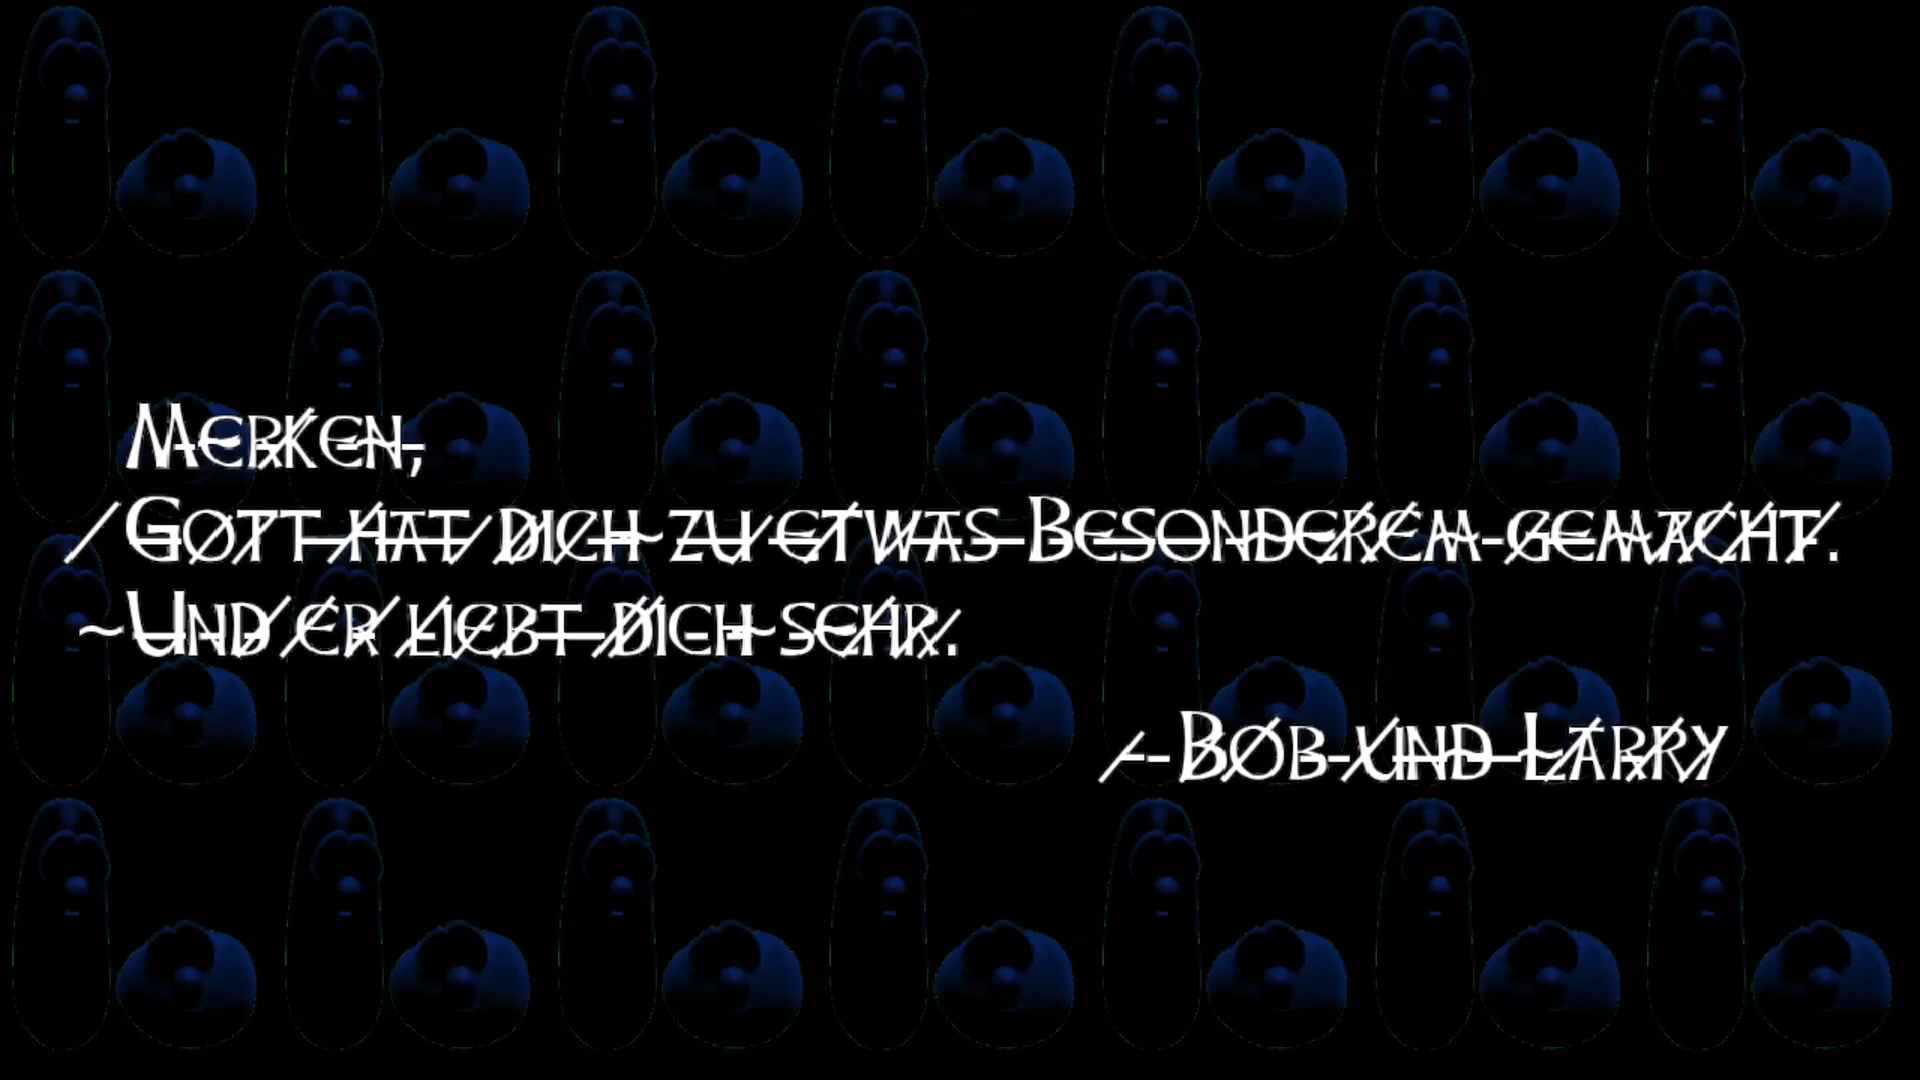 Merken,
Gott hat dich zu etwas Besonderem gemacht.
~Und er liebt dich sehr.
- Bob und Larry